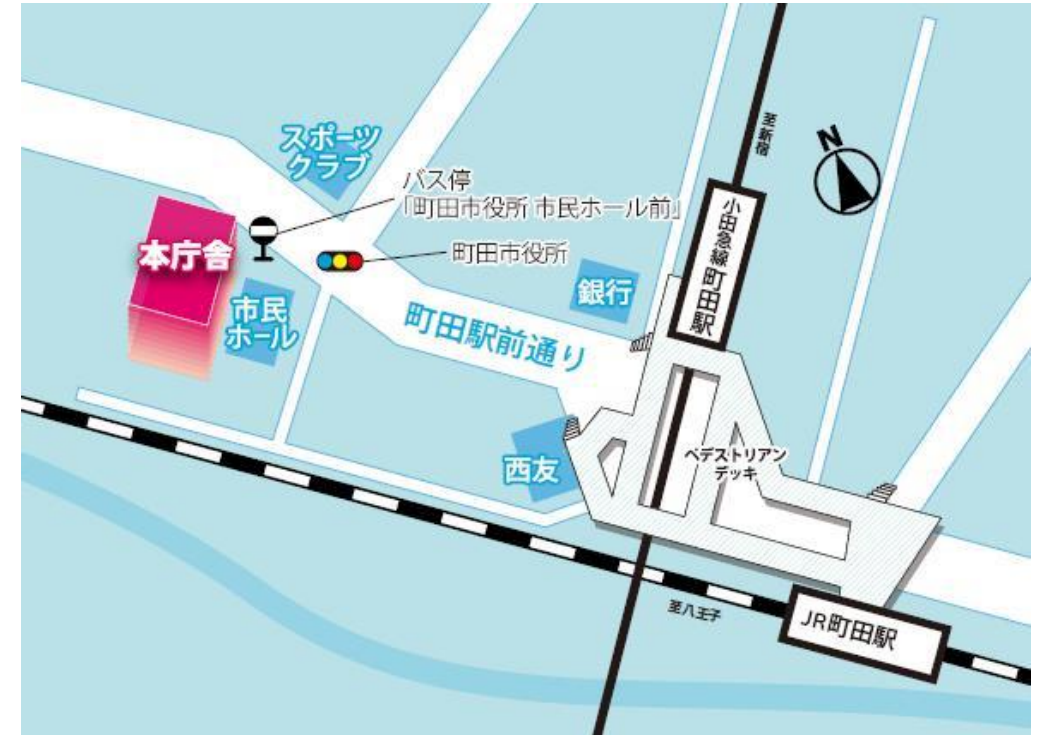 スポーツ
クラブ
バス停
「町田市役所 市民ホール前」
町田市役所
本庁舎
市民
ホール
銀行
町田駅前通り
至新宿
N
小田急線 町田駅
西友
ペデストリアン
デッキ
至八王子
JR町田駅